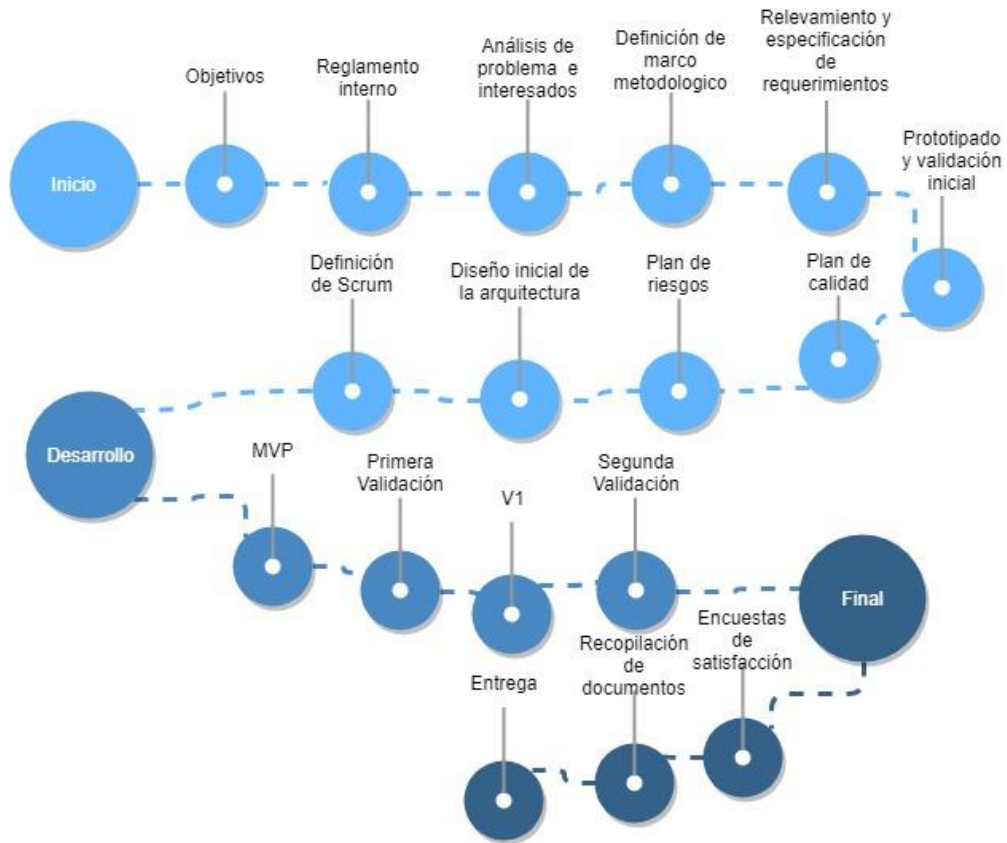 Inicio
Objetivos
Reglamento
interno
Análisis de
problema e
interesados
Definición de
marco
metodologico
Relevamiento y
especificación
de
requerimientos
Prototipado
y validación
inicial
Plan de
calidad
Plan de
riesgos
Diseño inicial de
la arquitectura
Definición
de Scrum
Desarrollo
MVP
Primera
Validación
V1
Segunda
Validación
Final
Encuestas
de
satisfacción
Recopilación
de
documentos
Entrega